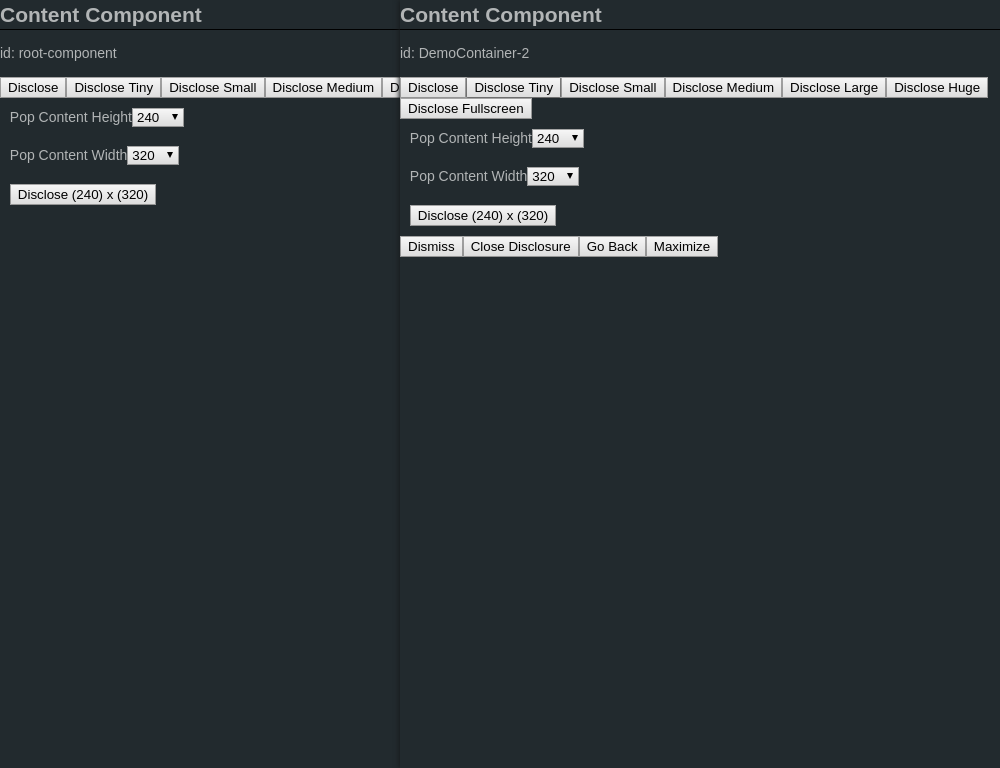 Content Component
id: root-component
Disclose Disclose Tiny Disclose Small Disclose Medium D
Pop Content Height 240
Pop Content Width 320
Disclose (240) x (320)
Content Component
id: DemoContainer-2
Disclose Disclose Tiny Disclose Small Disclose Medium Disclose Large Disclose Huge
Disclose Fullscreen
Pop Content Height 240
Pop Content Width 320
Disclose (240) x (320)
Dismiss Close Disclosure Go Back Maximize